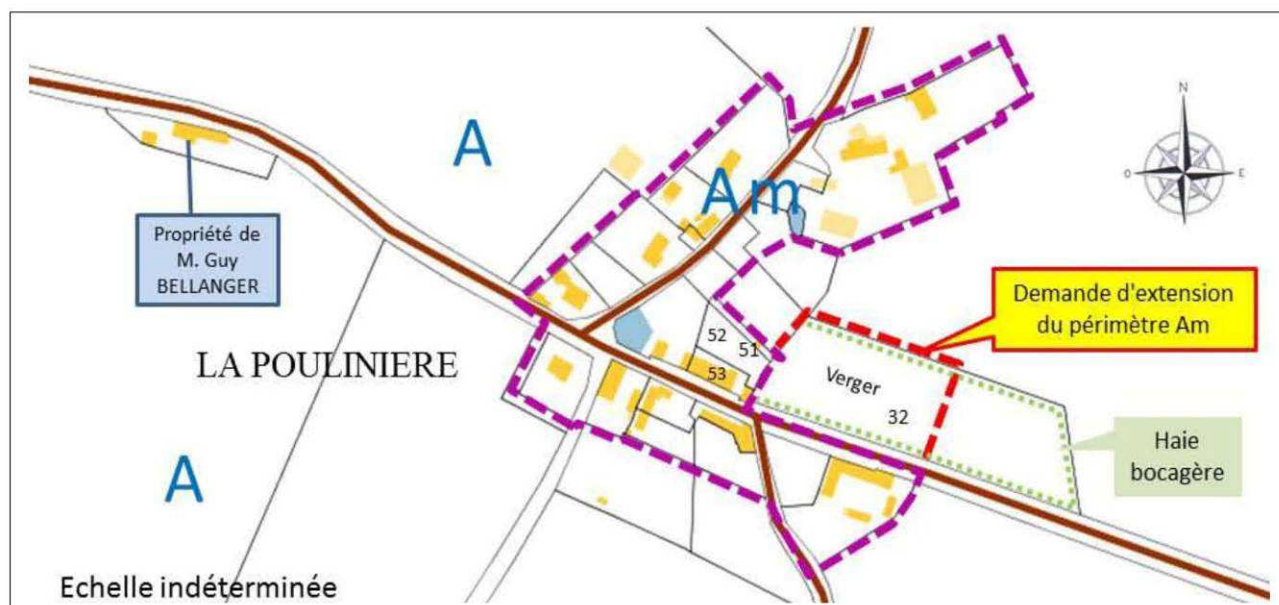 A
Am
N
O
E
S
Propriété de
M. Guy
BELLANGER
Demande d'extension
du périmètre Am
52
51
53
LA POULINIERE
Verger
32
Haie
bocagère
A
Echelle indéterminée